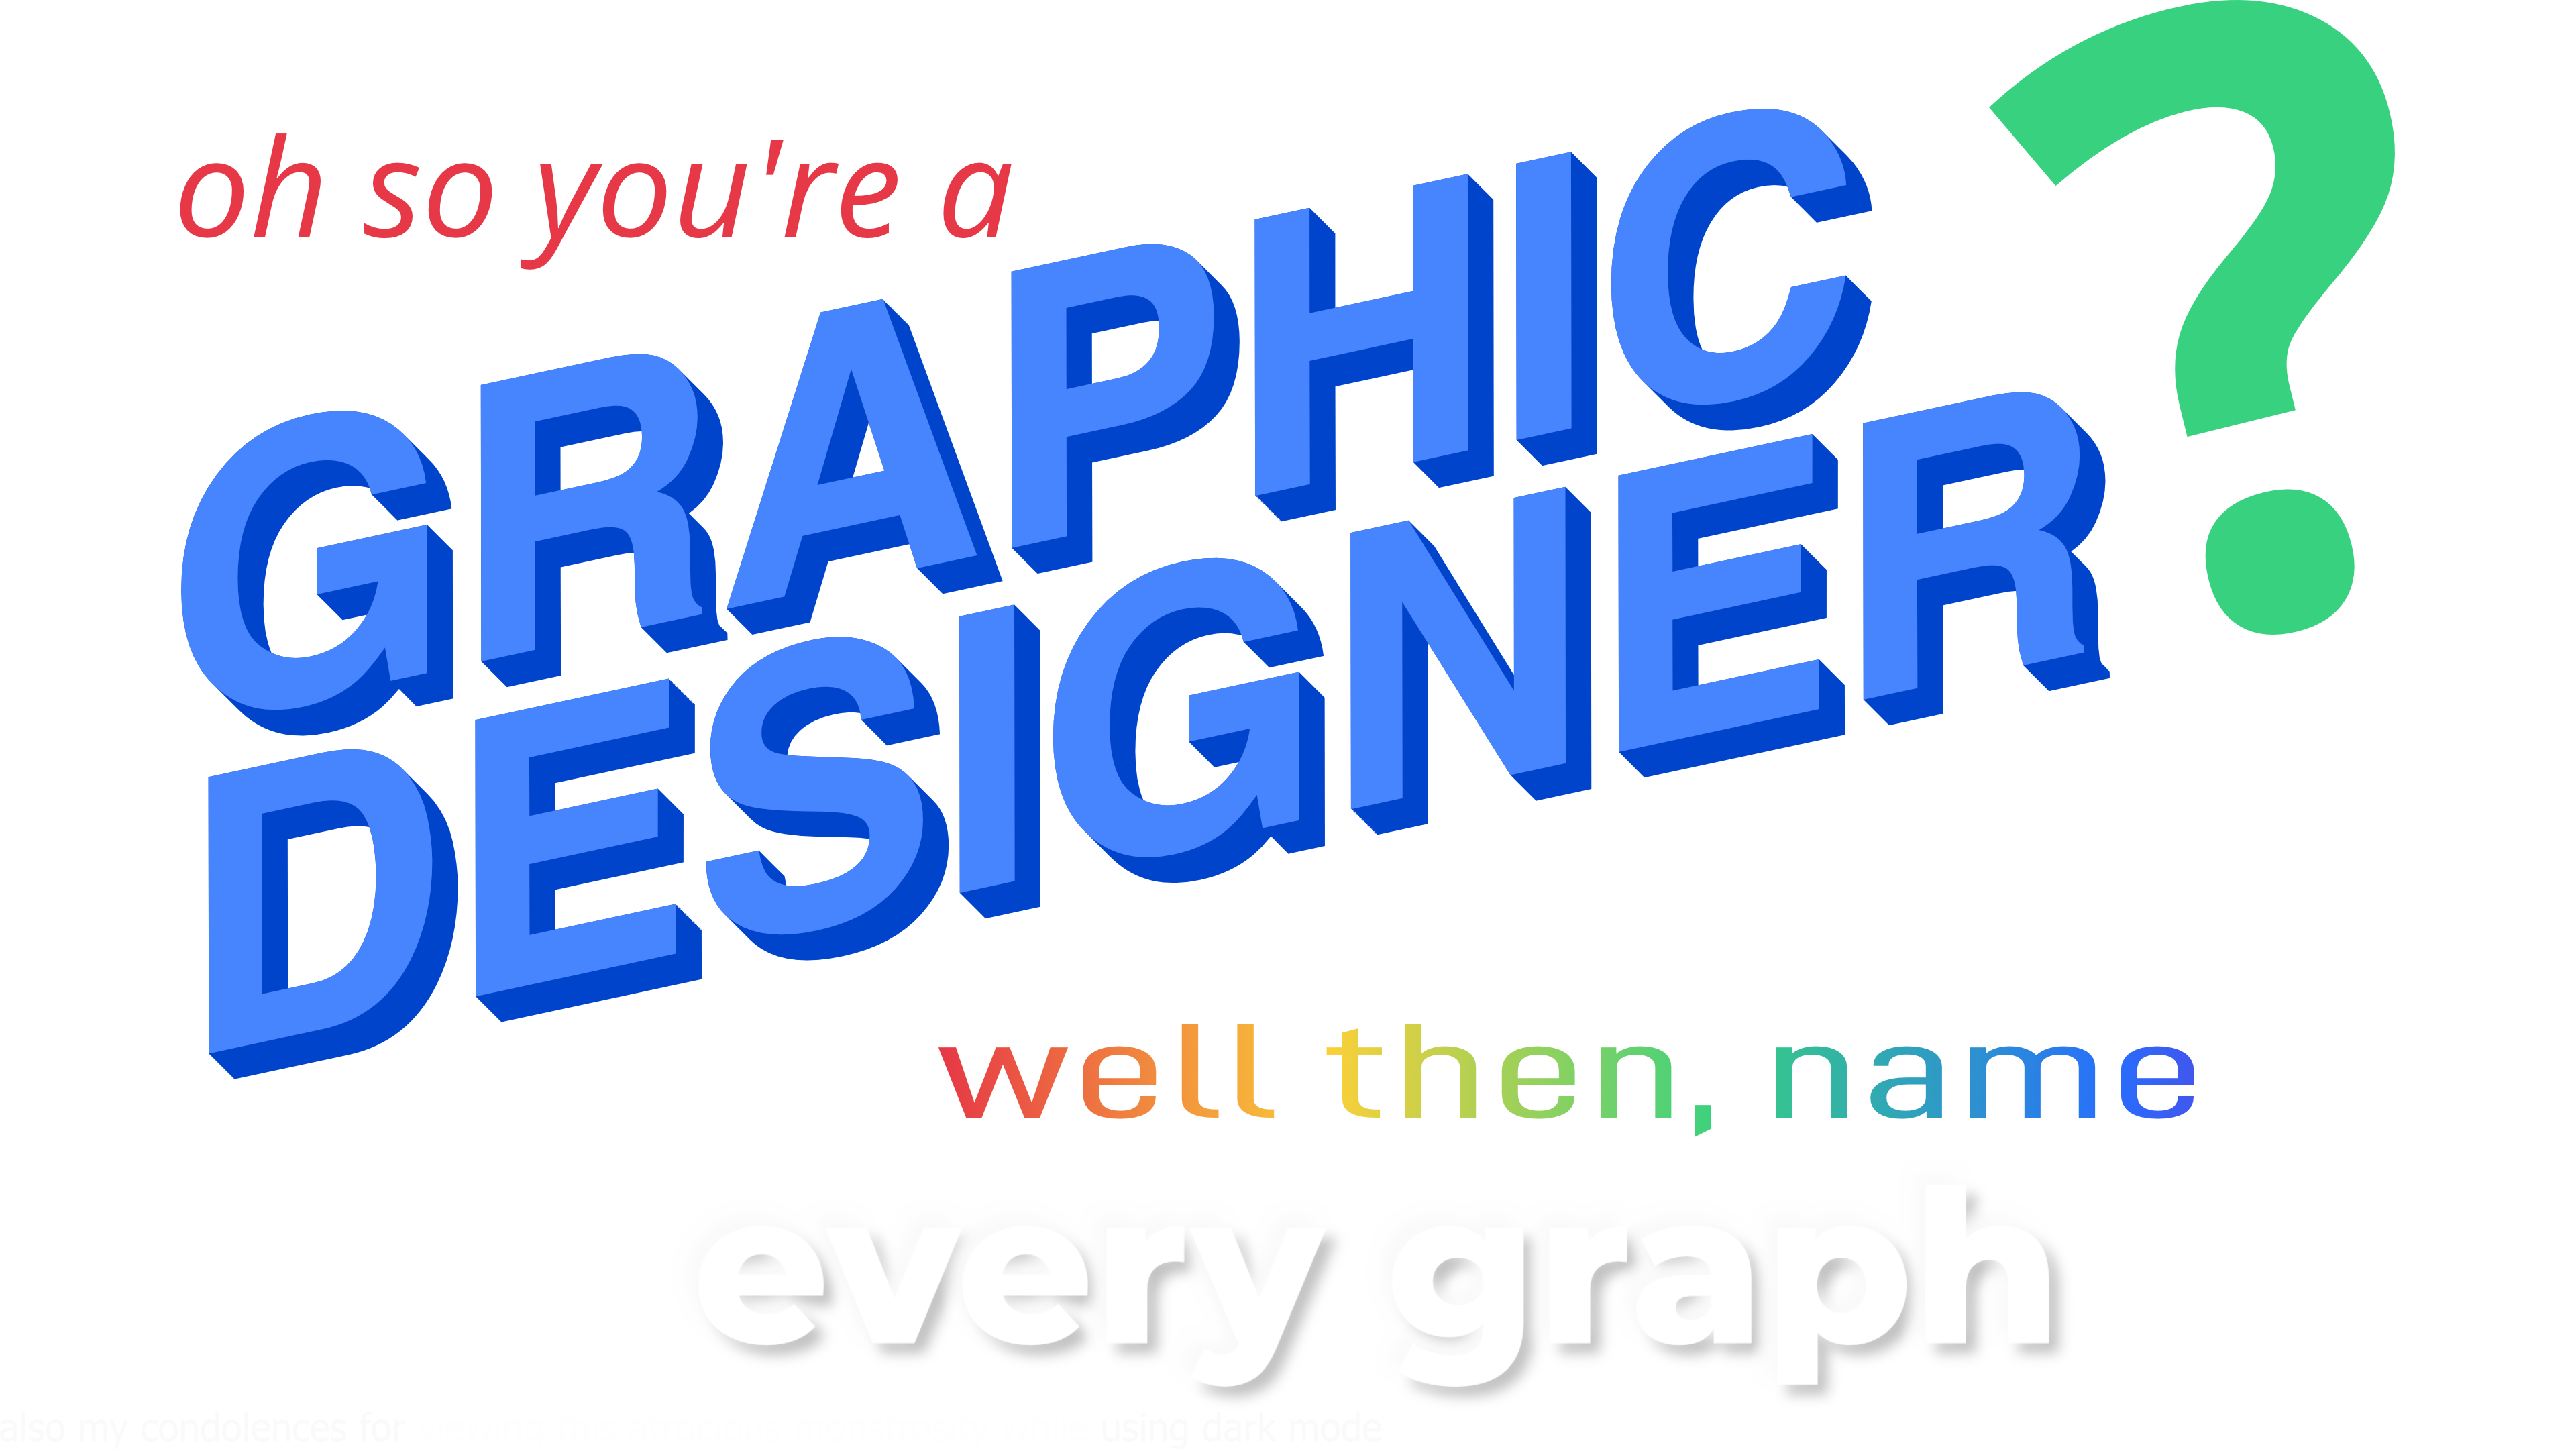 oh so you're a
GRAPHIC
DESIGNER?
well then, name
every graph
also my condolences for using dark mode